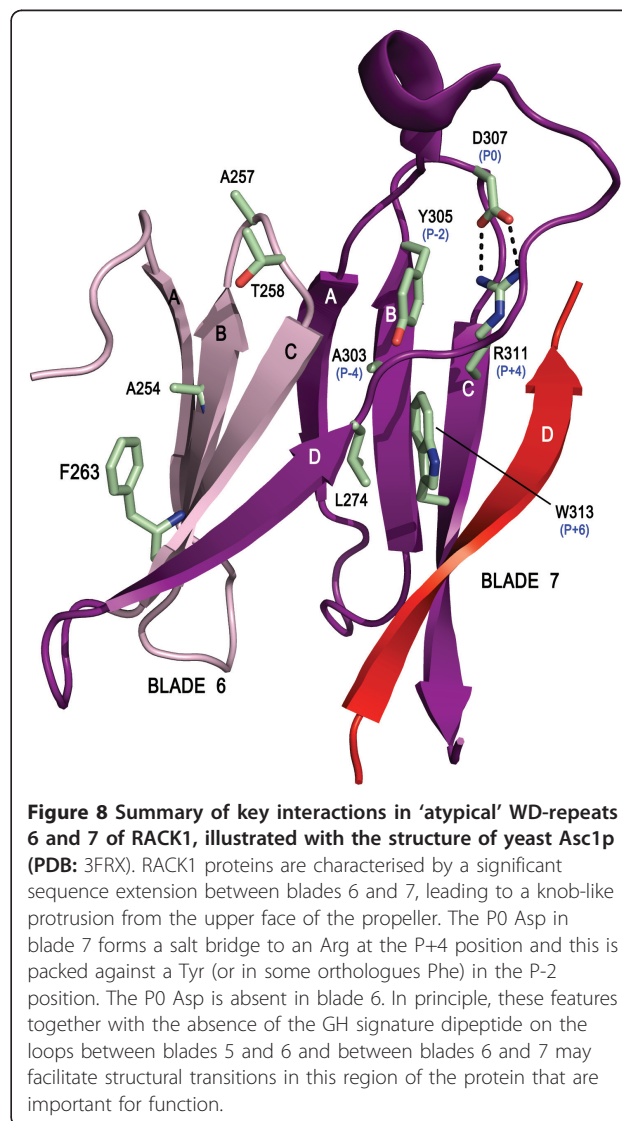 D307
(P0)
A257
Y305
(P-2)
T258
A
B
C
A
B
A303
(P-4)
R311
(P+4)
C
A254
D
D
F263
L274
W313
(P+6)
BLADE 7
BLADE 6
Figure 8 Summary of key interactions in ‘atypical’ WD-repeats
6 and 7 of RACK1, illustrated with the structure of yeast Asc1p
(PDB: 3FRX). RACK1 proteins are characterised by a significant
sequence extension between blades 6 and 7, leading to a knob-like
protrusion from the upper face of the propeller. The P0 Asp in
blade 7 forms a salt bridge to an Arg at the P+4 position and this is
packed against a Tyr (or in some orthologues Phe) in the P-2
position. The P0 Asp is absent in blade 6. In principle, these features
together with the absence of the GH signature dipeptide on the
loops between blades 5 and 6 and between blades 6 and 7 may
facilitate structural transitions in this region of the protein that are
important for function.